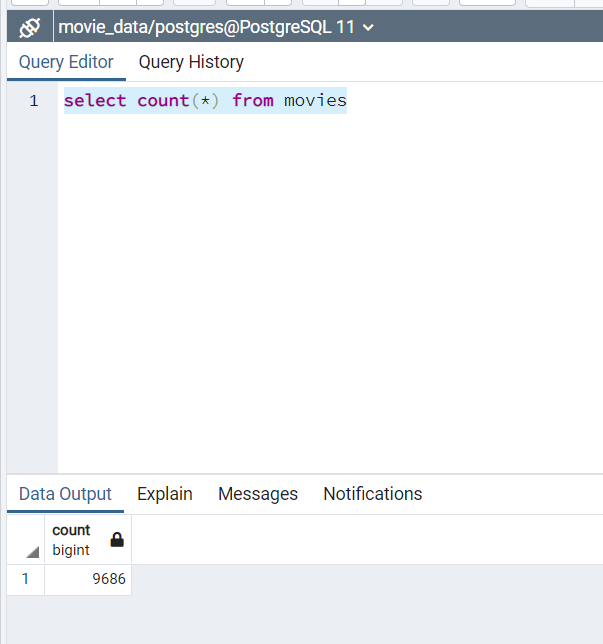 movie_data/postgres@PostgreSQL 11
Query Editor Query History
1 select count(*) from movies
Data Output Explain Messages Notifications
count
bigint
1 9686